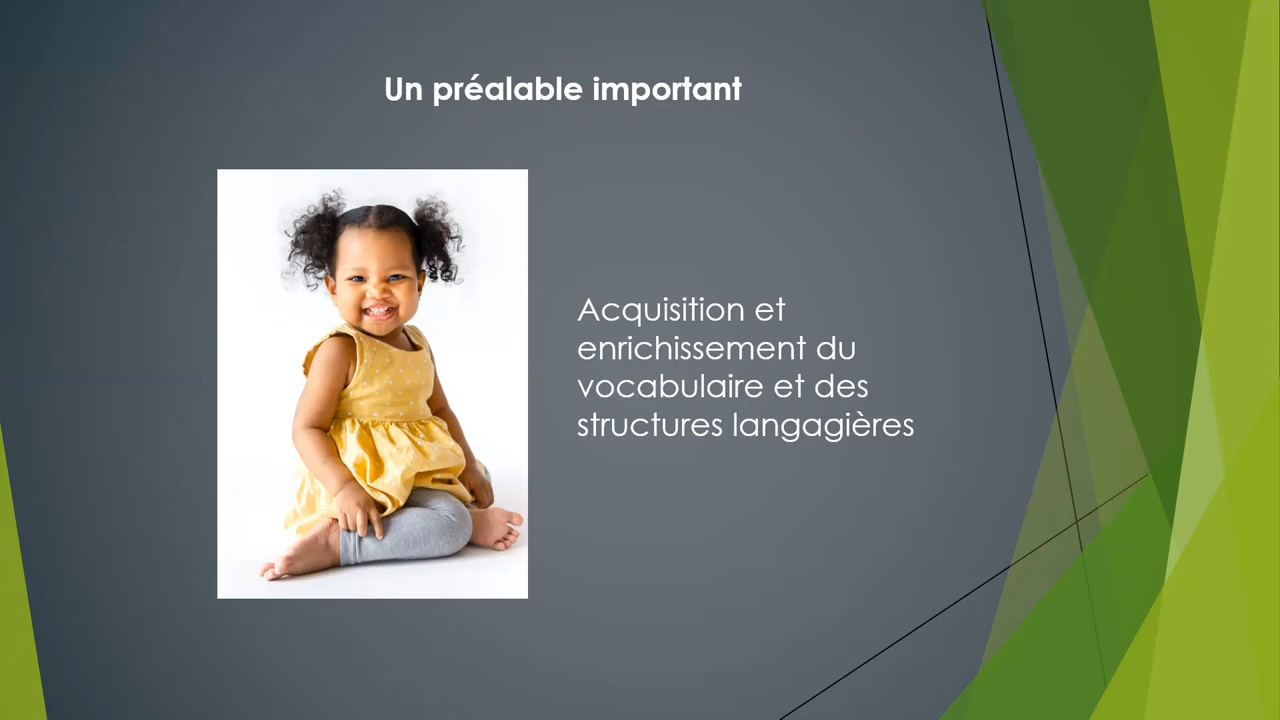 Un préalable important
Acquisition et
enrichissement du
vocabulaire et des
structures langagières